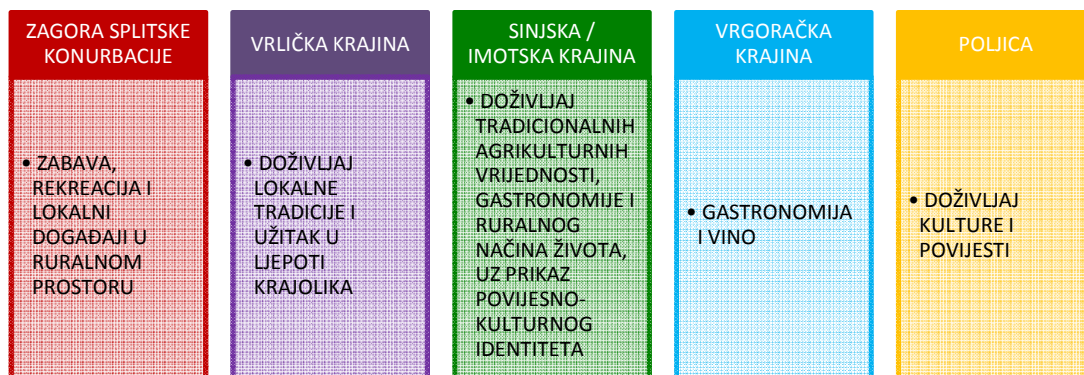 ZAGORA SPLITSKE
KONURBACIJE
• ZABAVA,
REKREACIJA I
LOKALNI
DOGAĐAJI U
RURALNOM
PROSTORU
VRLIČKA KRAJINA
• DOŽIVLJAJ
LOKALNE
TRADICIJE I
UŽITAK U
LJEPOTI
KRAJOLIKA
SINJSKA /
IMOTSKA KRAJINA
• DOŽIVLJAJ
TRADICIONALNIH
AGRIKULTURNIH
VRIJEDNOSTI,
GASTRONOMIJE I
RURALNOG
NAČINA ŽIVOTA,
UZ PRIKAZ
POVIJESNO-
KULTURNOG
IDENTITETA
VRGORAČKA
KRAJINA
• GASTRONOMIJA
I VINO
POLJICA
• DOŽIVLJAJ
KULTURE I
POVIJESTI